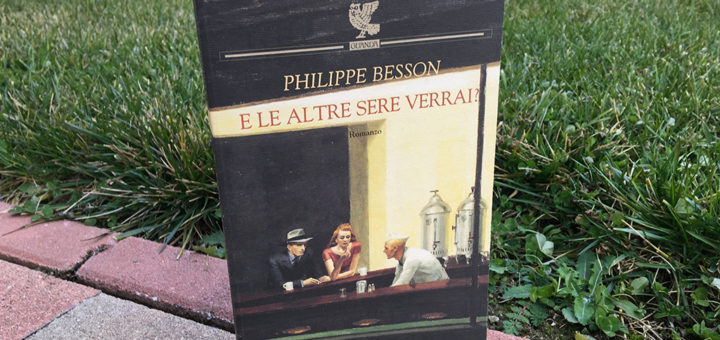 GUANDA
PHILIPPE BESSON
E LE ALTRE SERE VERRAI?
Romanzo